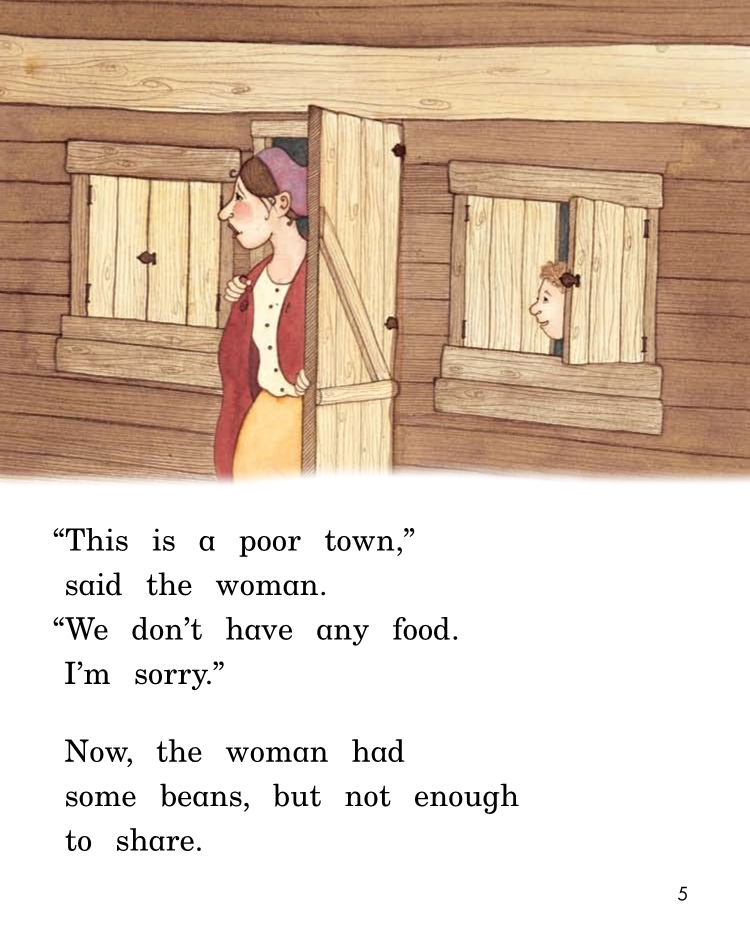 “This is a poor town,”
said the woman.
“We don’t have any food.
I’m sorry.”
Now, the woman had
some beans, but not enough
to share.
5